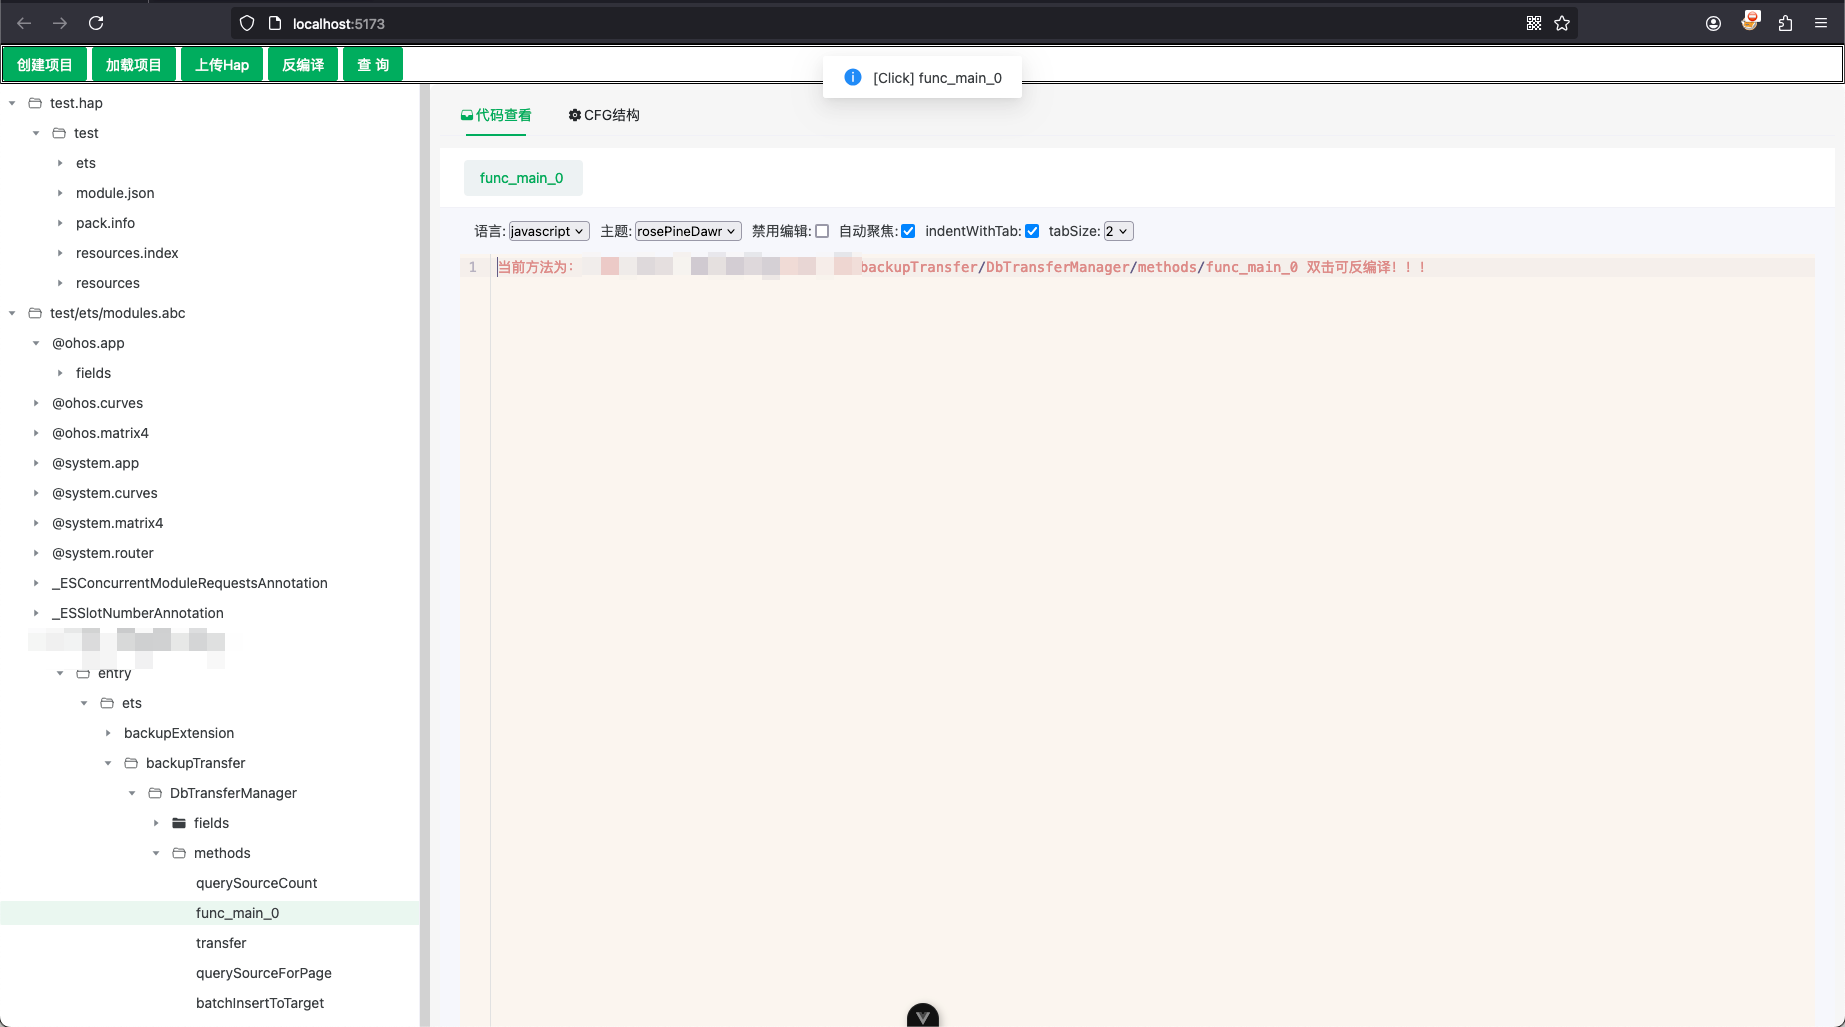 localhost:5173
创建项目 加载项目 上传Hap 反编译 查 询
[Click] func_main_0
test.hap
test
ets
module.json
pack.info
resources.index
resources
test/ets/modules.abc
@ohos.app
fields
@ohos.curves
@ohos.matrix4
@system.app
@system.curves
@system.matrix4
@system.router
_ESConcurrentModuleRequestsAnnotation
_ESSlotNumberAnnotation
entry
ets
backupExtension
backupTransfer
DbTransferManager
fields
methods
querySourceCount
func_main_0
transfer
querySourceForPage
batchInsertToTarget
代码查看 CFG结构
func_main_0
语言: javascript 主题: rosePineDawr 禁用编辑: 自动聚焦: indentWithTab: tabSize: 2
1 当前方法为: backupTransfer/DbTransferManager/methods/func_main_0 双击可反编译!!!